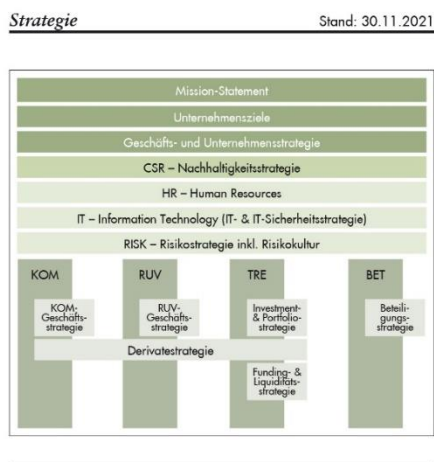 Strategie
Stand: 30.11.2021
Mission-Statement
Unternehmensziele
Geschäfts- und Unternehmensstrategie
CSR – Nachhaltigkeitsstrategie
HR – Human Resources
IT – Information Technology (IT- & IT-Sicherheitsstrategie)
RISK – Risikostrategie inkl. Risikokultur
KOM
RUV
TRE
BET
KOM-
Geschäfts-
strategie
RUV-
Geschäfts-
strategie
Investment-
& Portfolio-
strategie
Beteili-
gungs-
strategie
Derivatestrategie
Funding- &
Liquiditäts-
strategie